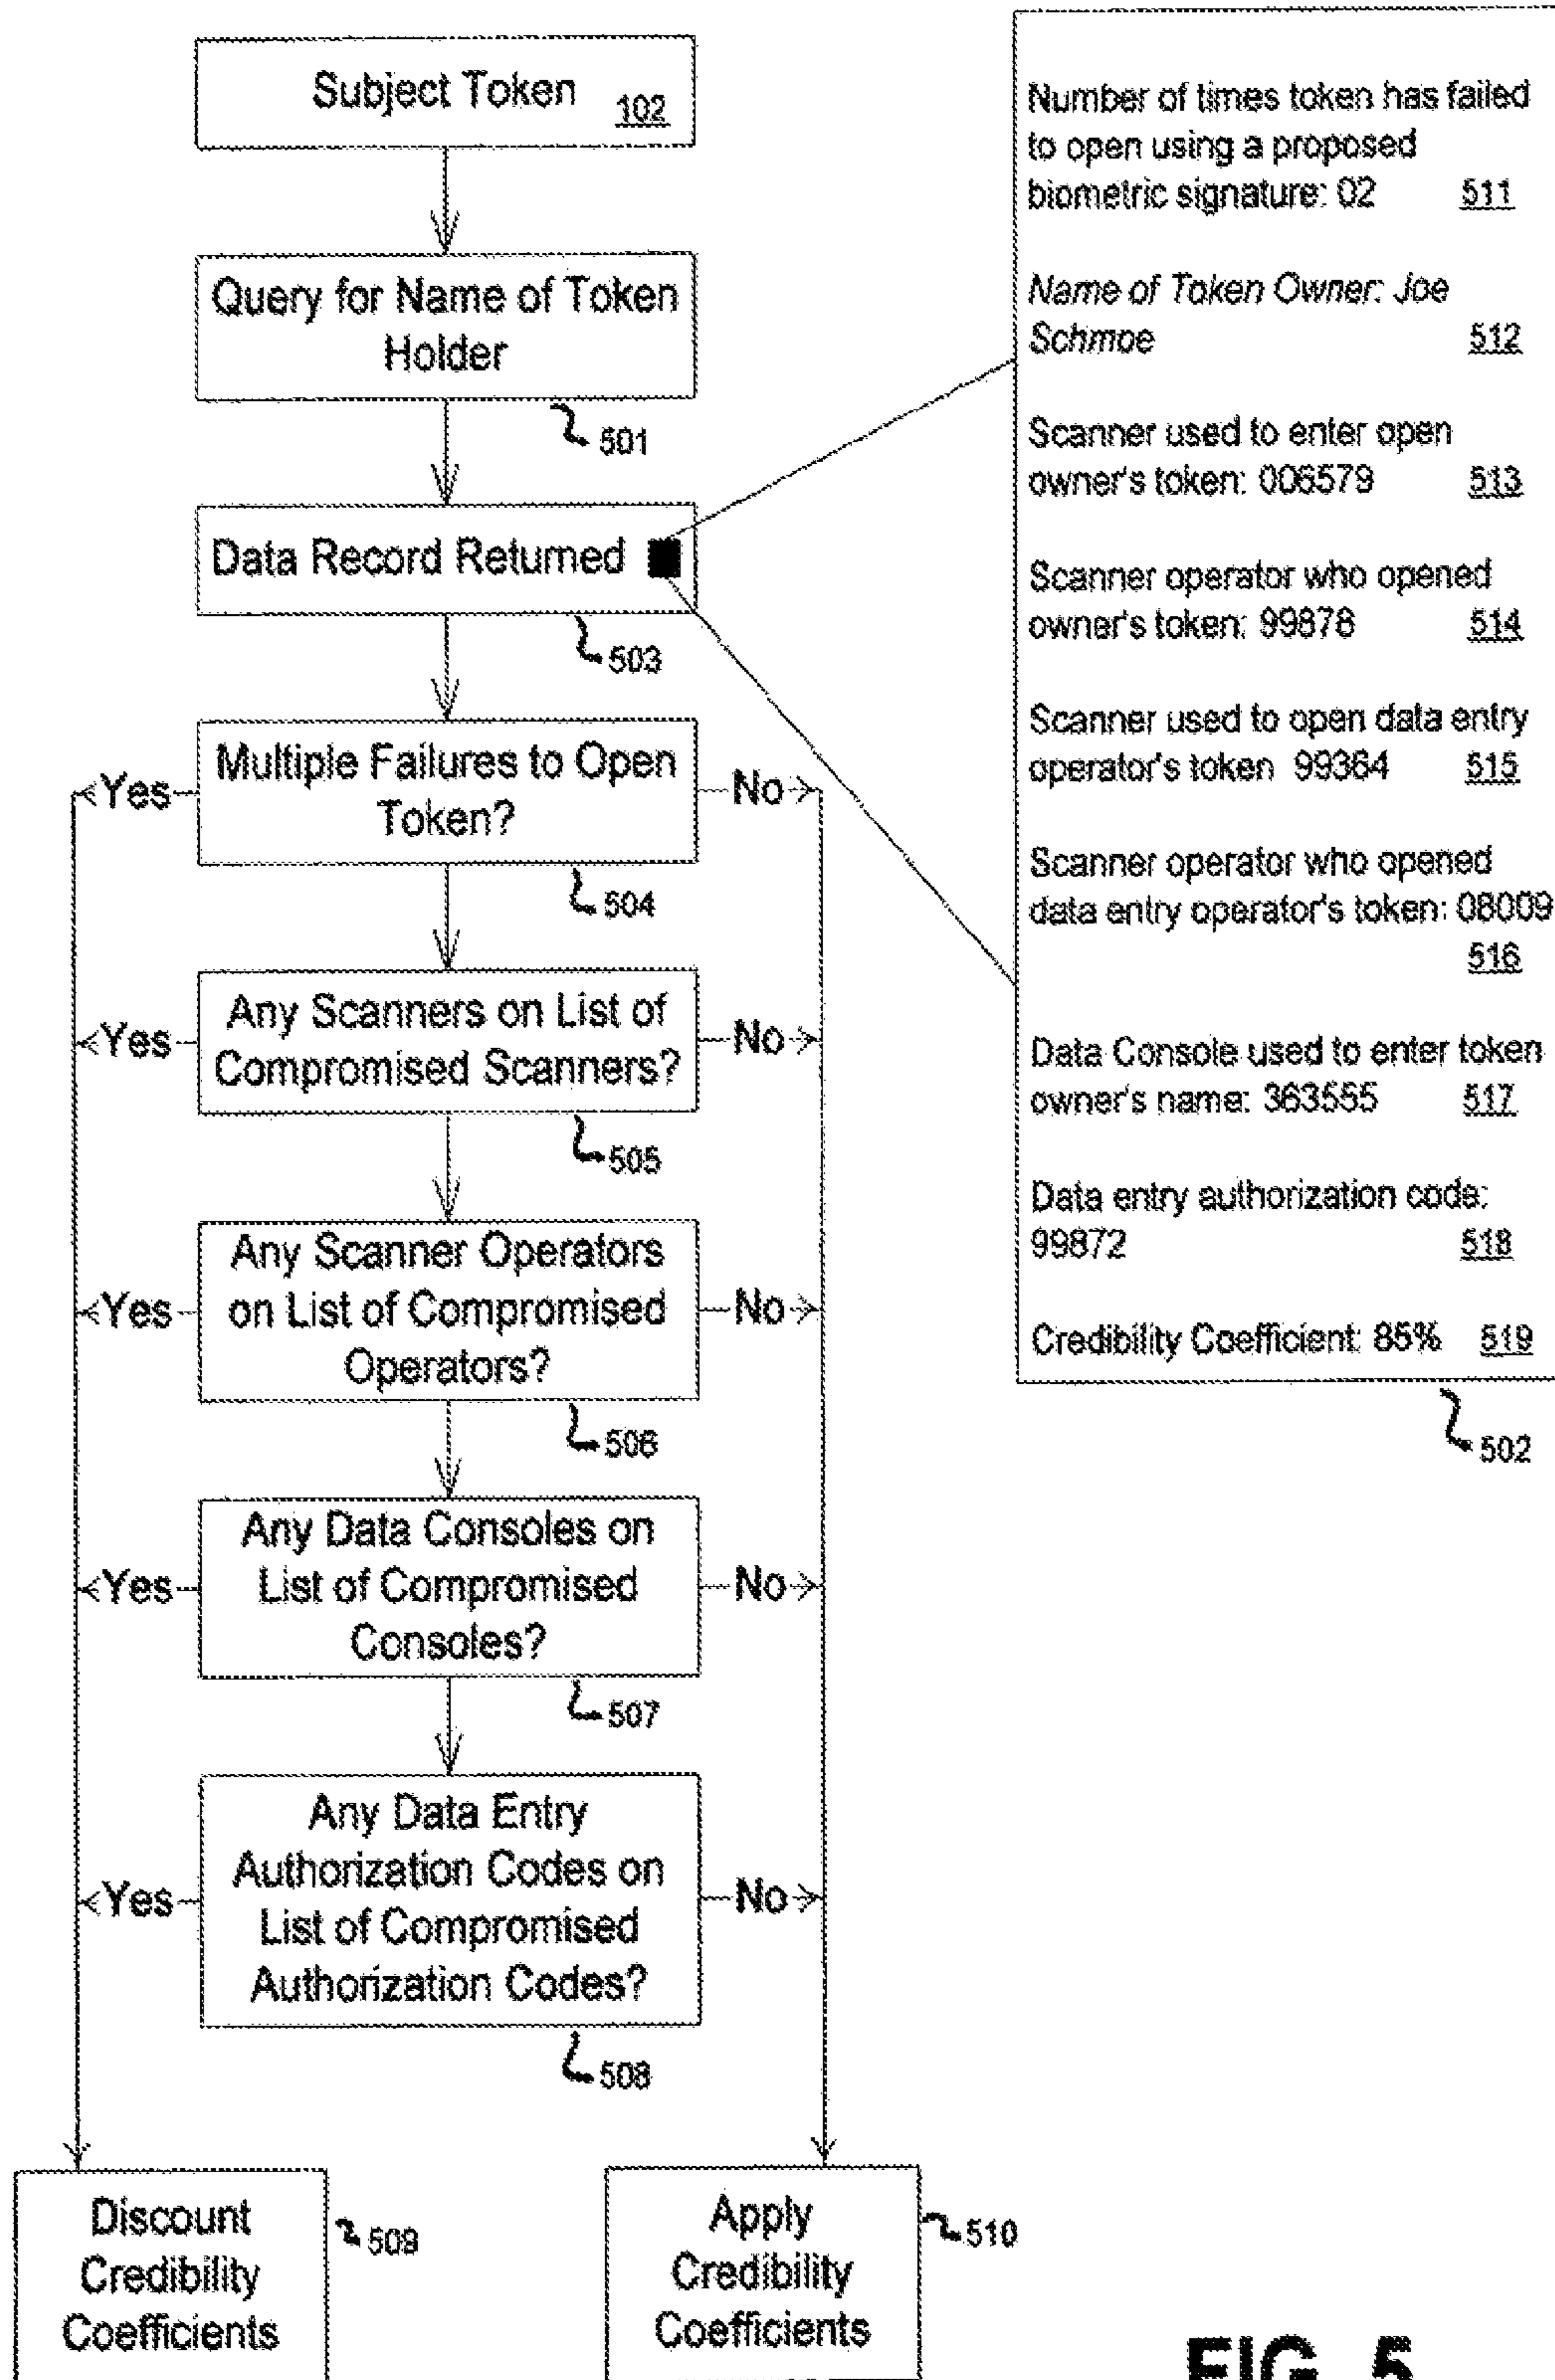 Subject Token 102
Query for Name of Token
Holder
501
Data Record Returned
503
Multiple Failures to Open
Token?
Yes
No
504
Any Scanners on List of
Compromised Scanners?
Yes
No
505
Any Scanner Operators
on List of Compromised
Operators?
Yes
No
506
Any Data Consoles on
List of Compromised
Consoles?
Yes
No
507
Any Data Entry
Authorization Codes on
List of Compromised
Authorization Codes?
Yes
No
508
Discount
Credibility
Coefficients
509
Apply
Credibility
Coefficients
510
Number of times token has failed
to open using a proposed
biometric signature: 02 511
Name of Token Owner: Joe
Schmoe 512
Scanner used to enter open
owner's token: 006579 513
Scanner operator who opened
owner's token: 99878 514
Scanner used to open data entry
operator's token 99364 515
Scanner operator who opened
data entry operator's token: 08009
516
Data Console used to enter token
owner's name: 363555 517
Data entry authorization code:
99872 518
Credibility Coefficient: 85% 519
502
FIG. 5